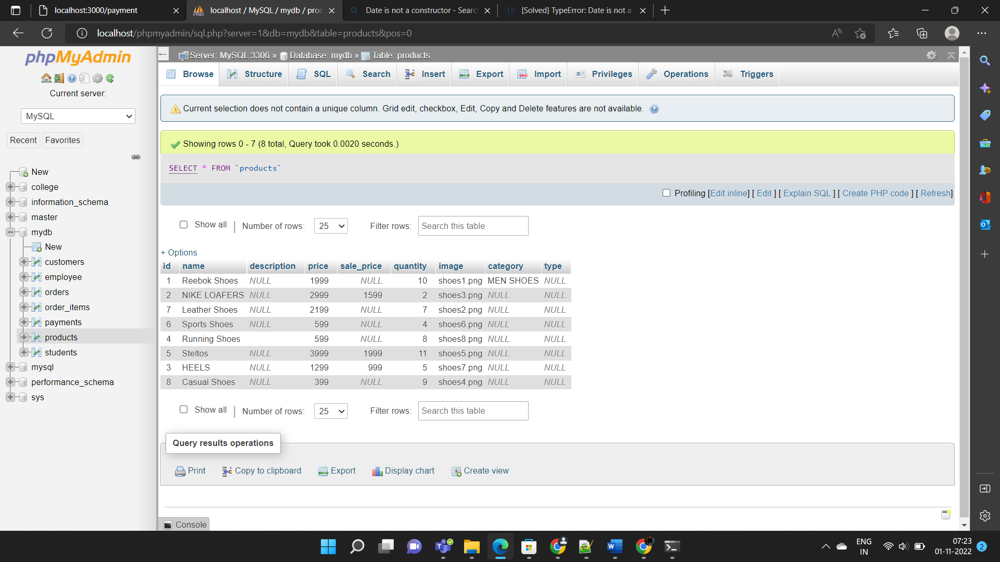 localhost:3000/payment
localhost / MySQL / mydb / prod
Date is not a constructor - Searc
[Solved] TypeError: Date is not a
localhost/phpmyadmin/sql.php?server=1&db=mydb&table=products&pos=0
phpMyAdmin
Current server:
MySQL
Recent Favorites
New
college
information_schema
master
mydb
New
customers
employee
orders
order_items
payments
products
students
mysql
performance_schema
sys
Server: MySQL:3306 » Database: mydb » Table: products
Browse Structure SQL Search Insert Export Import Privileges Operations Triggers
Current selection does not contain a unique column. Grid edit, checkbox, Edit, Copy and Delete features are not available.
Showing rows 0 - 7 (8 total, Query took 0.0020 seconds.)
SELECT * FROM `products`
Profiling [Edit inline] [ Edit ] [ Explain SQL ] [ Create PHP code ] [ Refresh]
Show all | Number of rows: 25 Filter rows: Search this table
+ Options
id name description price sale_price quantity image category type
1 Reebok Shoes NULL 1999 NULL 10 shoes1.png MEN SHOES NULL
2 NIKE LOAFERS NULL 2999 1599 2 shoes3.png NULL NULL
7 Leather Shoes NULL 2199 NULL 7 shoes2.png NULL NULL
6 Sports Shoes NULL 599 NULL 4 shoes6.png NULL NULL
4 Running Shoes 599 NULL 8 shoes8.png NULL NULL
5 Steltos NULL 3999 1999 11 shoes5.png NULL NULL
3 HEELS NULL 1299 999 5 shoes7.png NULL NULL
8 Casual Shoes NULL 399 NULL 9 shoes4.png NULL NULL
Show all | Number of rows: 25 Filter rows: Search this table
Query results operations
Print Copy to clipboard Export Display chart Create view
Console
ENG
IN
07:23
01-11-2022
2